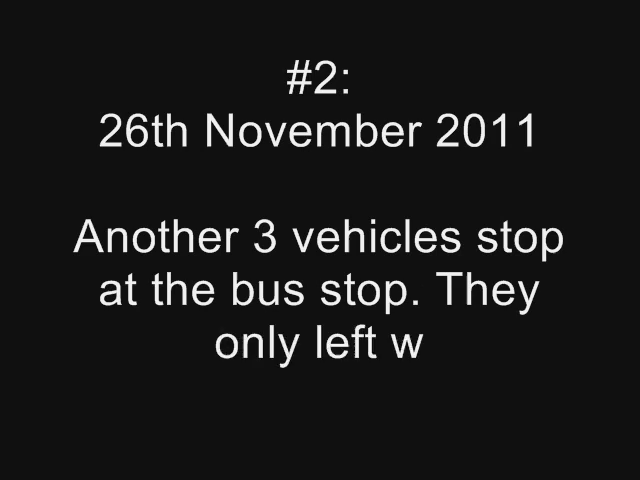 #2:
26th November 2011
Another 3 vehicles stop
at the bus stop. They
only left w